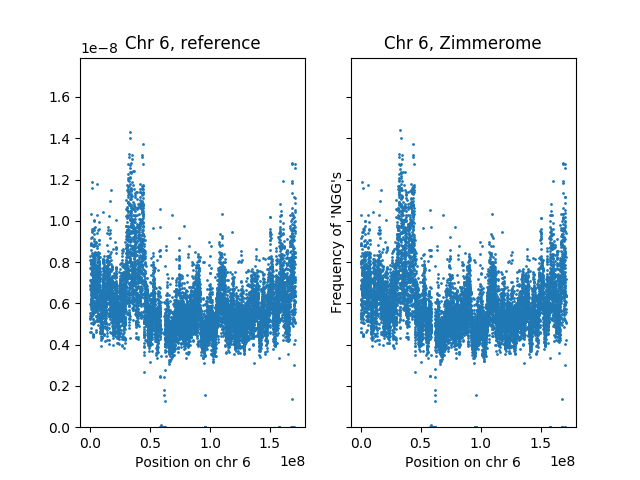 1e−8
Chr 6, reference
Chr 6, Zimmerome
1.6
1.4
1.2
1.0
0.8
0.6
0.4
0.2
0.0
Frequency of 'NGG's
0.0 0.5 1.0 1.5
0.0 0.5 1.0 1.5
1e8
1e8
Position on chr 6
Position on chr 6